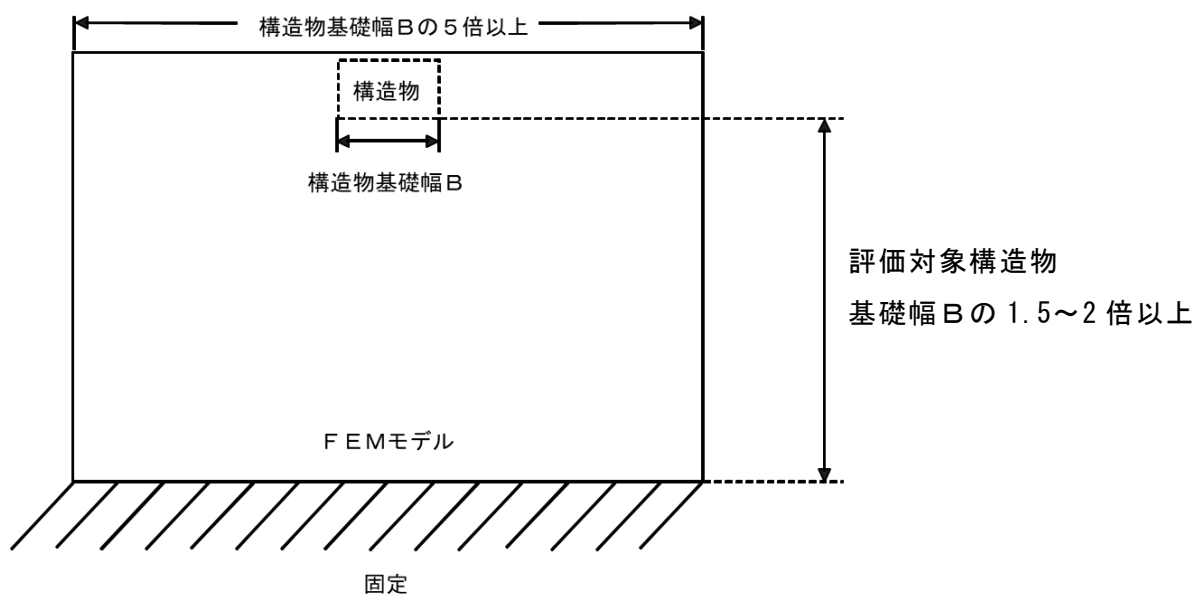 構造物基礎幅Ｂの５倍以上
構造物
構造物基礎幅Ｂ
評価対象構造物
基礎幅Ｂの 1.5～2 倍以上
ＦＥＭモデル
固定